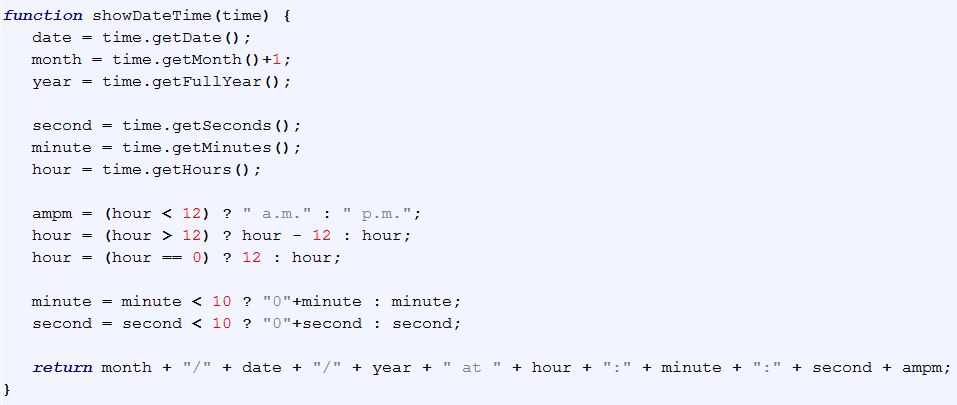 function showDateTime(time) {
date = time.getDate();
month = time.getMonth()+1;
year = time.getFullYear();
second = time.getSeconds();
minute = time.getMinutes();
hour = time.getHours();
ampm = (hour < 12) ? " a.m." : " p.m.";
hour = (hour > 12) ? hour - 12 : hour;
hour = (hour == 0) ? 12 : hour;
minute = minute < 10 ? "0"+minute : minute;
second = second < 10 ? "0"+second : second;
return month + "/" + date + "/" + year + " at " + hour + ":" + minute + ":" + second + ampm;
}